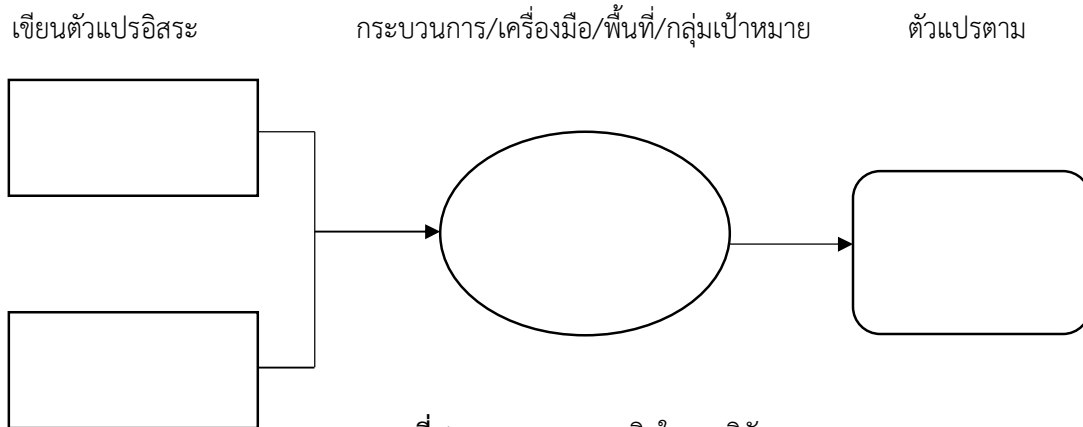 เขียนตัวแปรอิสระ กระบวนการ/เครื่องมือ/พื้นที่/กลุ่มเป้าหมาย ตัวแปรตาม